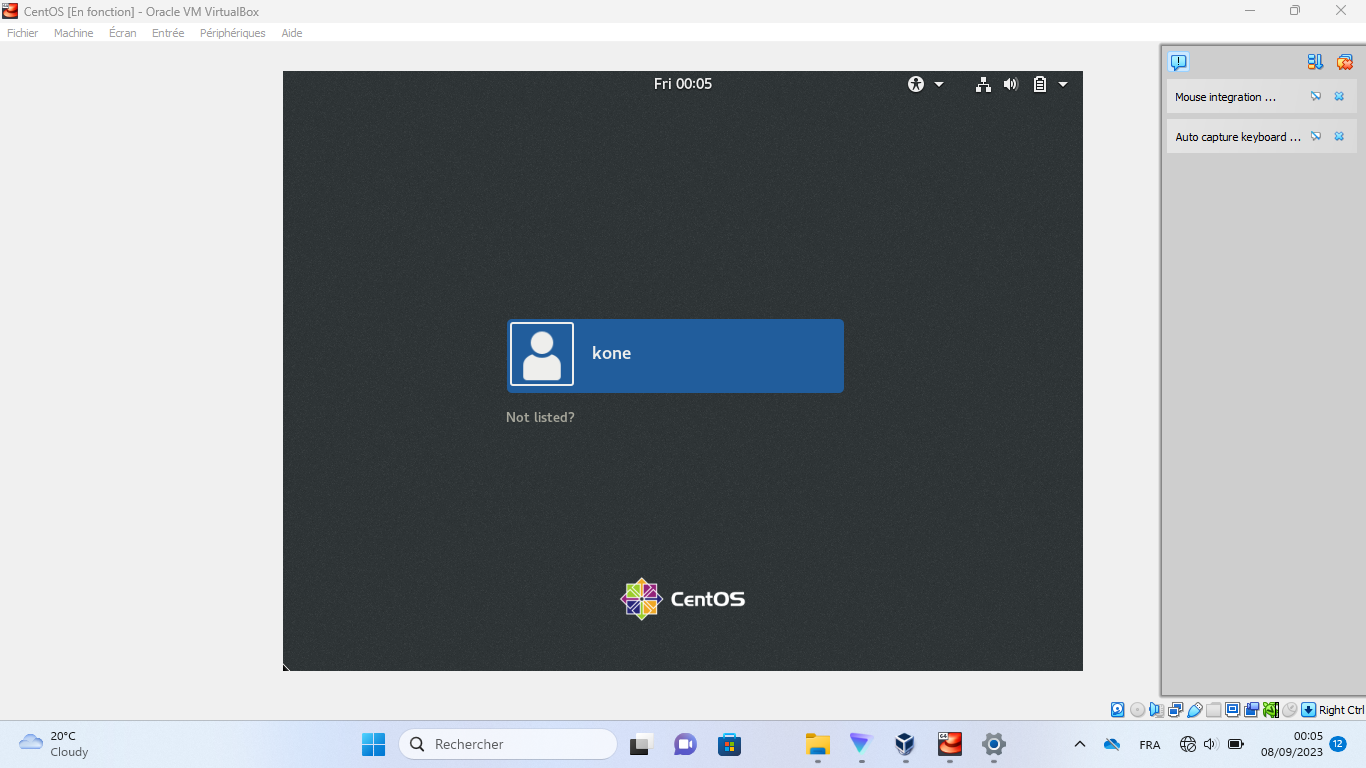 CentOS [En fonction] - Oracle VM VirtualBox
Fichier Machine Écran Entrée Périphériques Aide
Fri 00:05
Mouse integration ...
Auto capture keyboard ...
kone
Not listed?
CentOS
Right Ctrl
20°C
Cloudy
Rechercher
64
FRA
00:05
08/09/2023
12